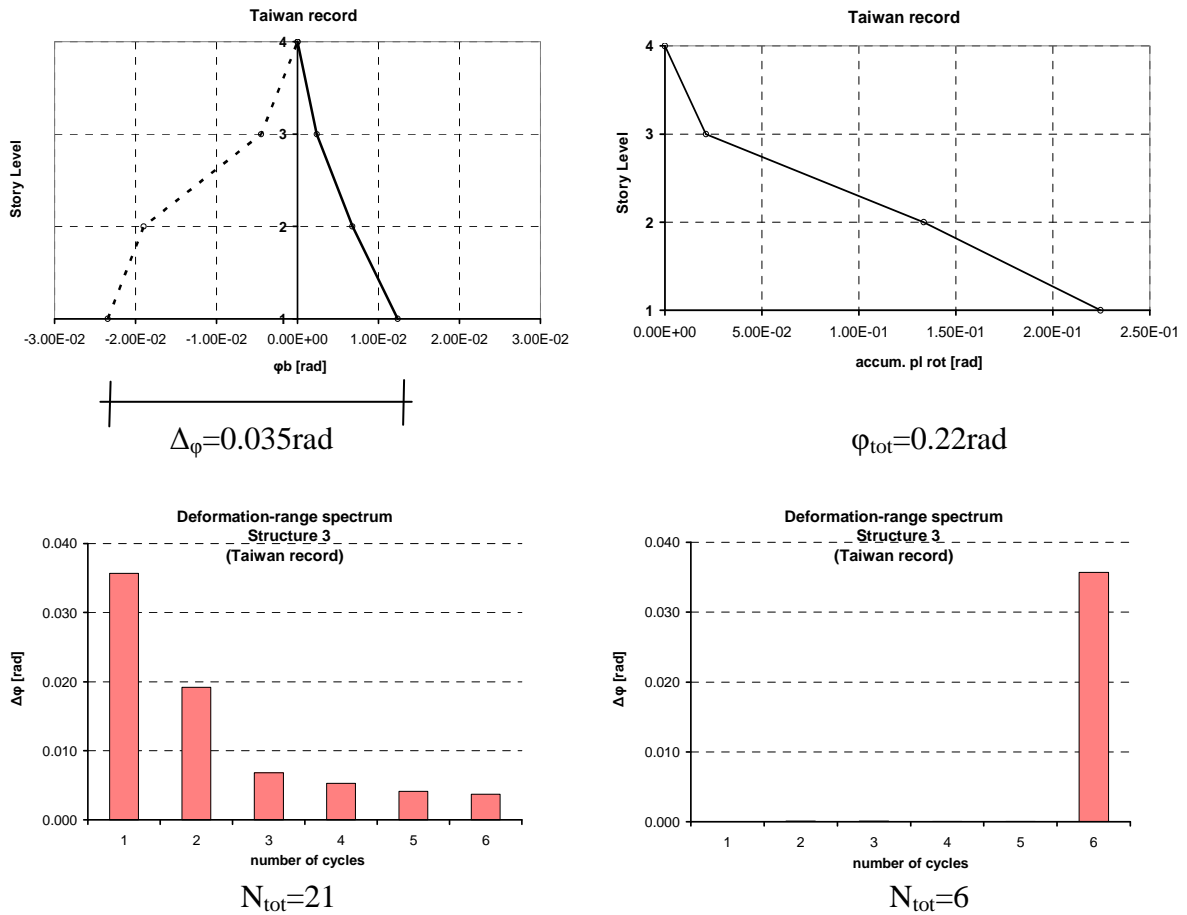 Taiwan record
4
3
2
1
Story Level
-3.00E-02 -2.00E-02 -1.00E-02 0.00E+00 1.00E-02 2.00E-02 3.00E-02
φb [rad]
Δφ=0.035rad
Taiwan record
4
3
2
1
Story Level
0.00E+00 5.00E-02 1.00E-01 1.50E-01 2.00E-01 2.50E-01
accum. pl rot [rad]
φtot=0.22rad
Deformation-range spectrum
Structure 3
(Taiwan record)
0.040
0.030
0.020
0.010
0.000
Δφ [rad]
1 2 3 4 5 6
number of cycles
Ntot=21
Deformation-range spectrum
Structure 3
(Taiwan record)
0.040
0.030
0.020
0.010
0.000
Δφ [rad]
1 2 3 4 5 6
number of cycles
Ntot=6